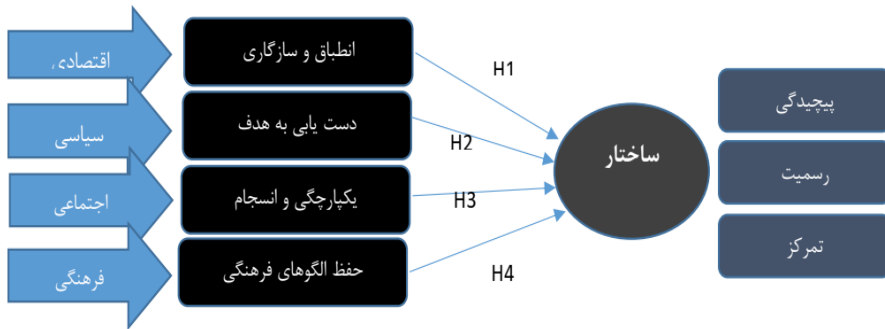 اقتصادی
انطباق و سازگاری
H1
سیاسی
دست یابی به هدف
H2
اجتماعی
یکپارچگی و انسجام
H3
فرهنگی
حفظ الگوهای فرهنگی
H4
ساختار
پیچیدگی
رسمیت
تمرکز